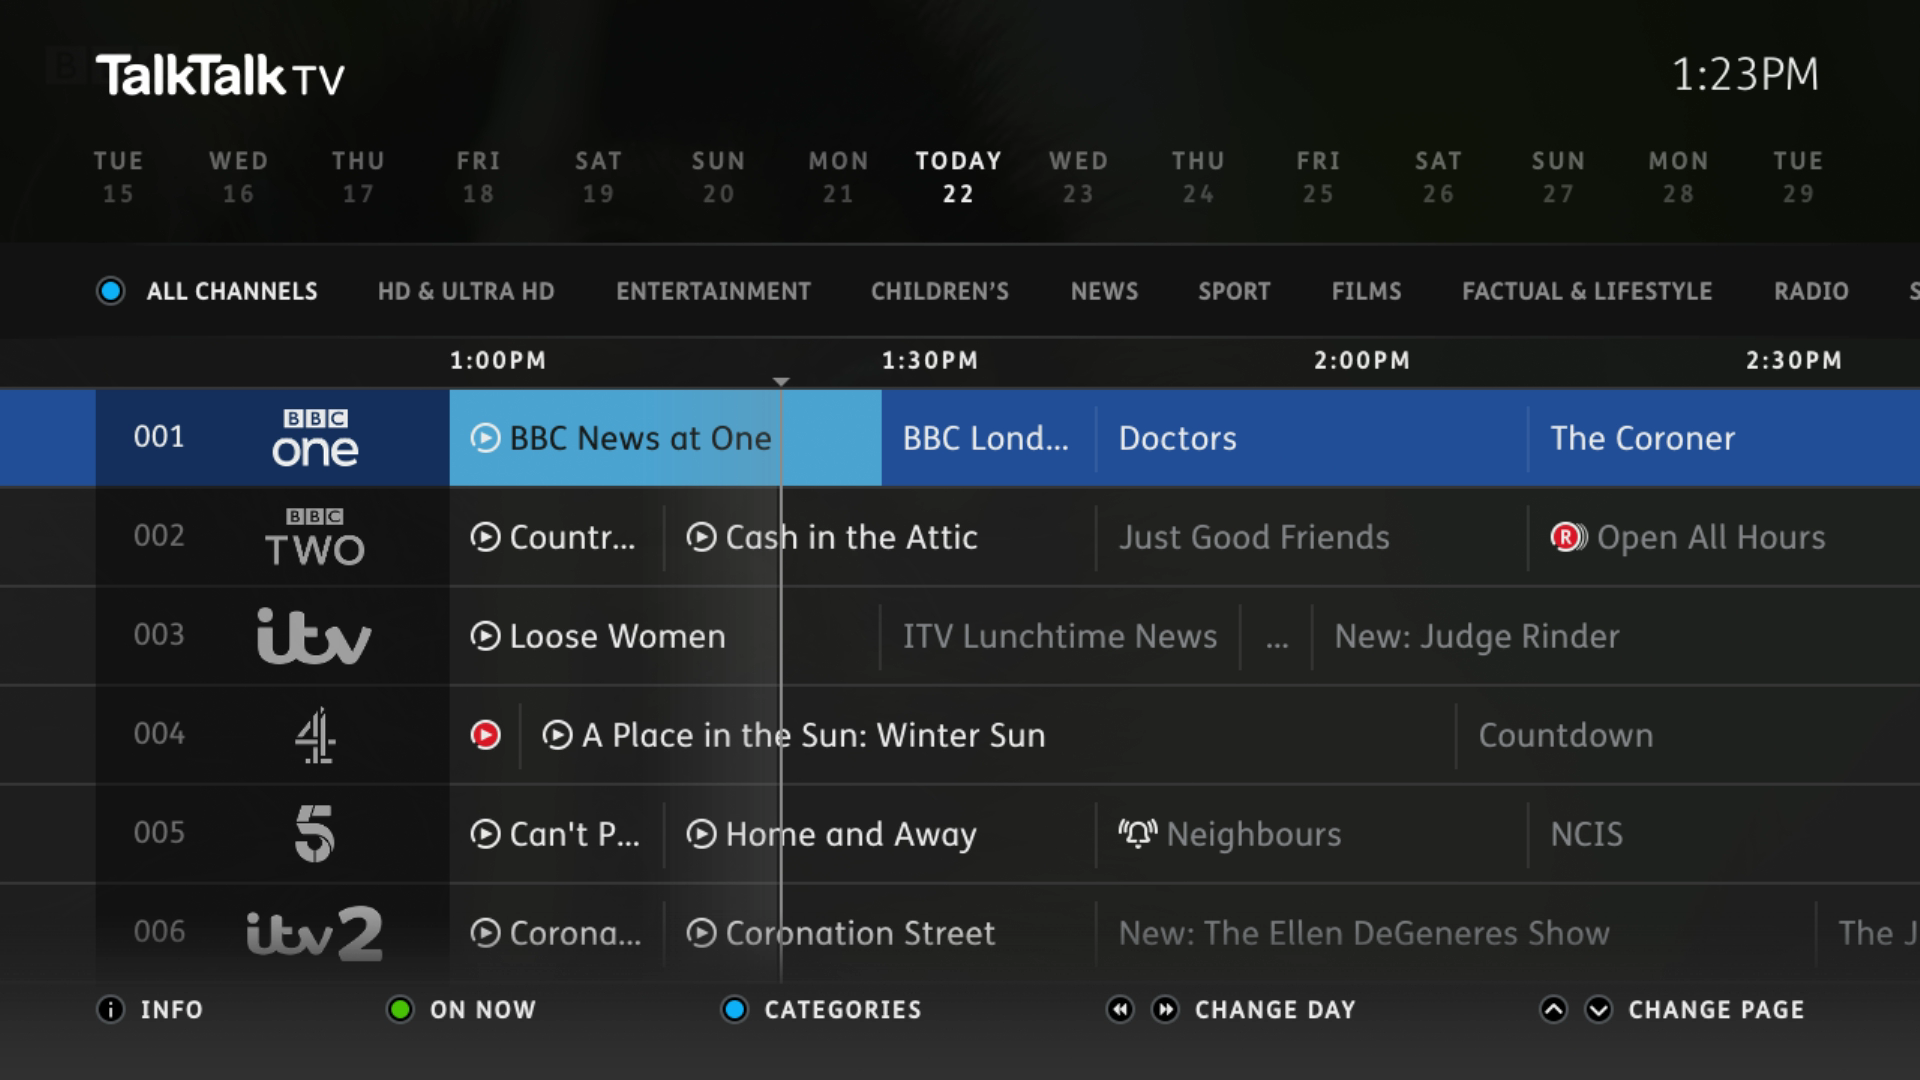 TalkTalk TV 1:23PM
TUE WED THU FRI SAT SUN MON TODAY WED THU FRI SAT SUN MON TUE
15 16 17 18 19 20 21 22 23 24 25 26 27 28 29
ALL CHANNELS HD & ULTRA HD ENTERTAINMENT CHILDREN'S NEWS SPORT FILMS FACTUAL & LIFESTYLE RADIO S
1:00PM 1:30PM 2:00PM 2:30PM
001 BBC one BBC News at One BBC Lond... Doctors The Coroner
002 BBC TWO Countr... Cash in the Attic Just Good Friends R Open All Hours
003 itv Loose Women ITV Lunchtime News ... New: Judge Rinder
004 4 A Place in the Sun: Winter Sun Countdown
005 5 Can't P... Home and Away Neighbours NCIS
006 itv2 Corona... Coronation Street New: The Ellen DeGeneres Show The J
i INFO ON NOW CATEGORIES CHANGE DAY CHANGE PAGE